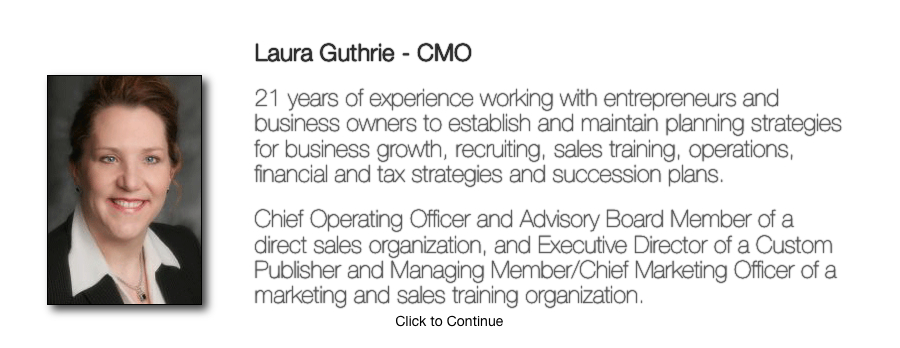 Laura Guthrie - CMO
21 years of experience working with entrepreneurs and
business owners to establish and maintain planning strategies
for business growth, recruiting, sales training, operations,
financial and tax strategies and succession plans.
Chief Operating Officer and Advisory Board Member of a
direct sales organization, and Executive Director of a Custom
Publisher and Managing Member/Chief Marketing Officer of a
marketing and sales training organization.
Click to Continue